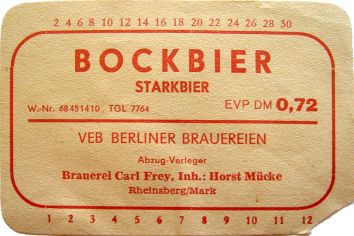 2 4 6 8 10 12 14 16 18 20 22 24 26 28 30
BOCKBIER
STARKBIER
W.-Nr. 68451410, TGL 7764 EVP DM 0,72
VEB BERLINER BRAUEREIEN
Abzug-Verleger
Brauerei Carl Frey, Inh.: Horst Mücke
Rheinsberg/Mark
1 2 3 4 5 6 7 8 9 10 11 12